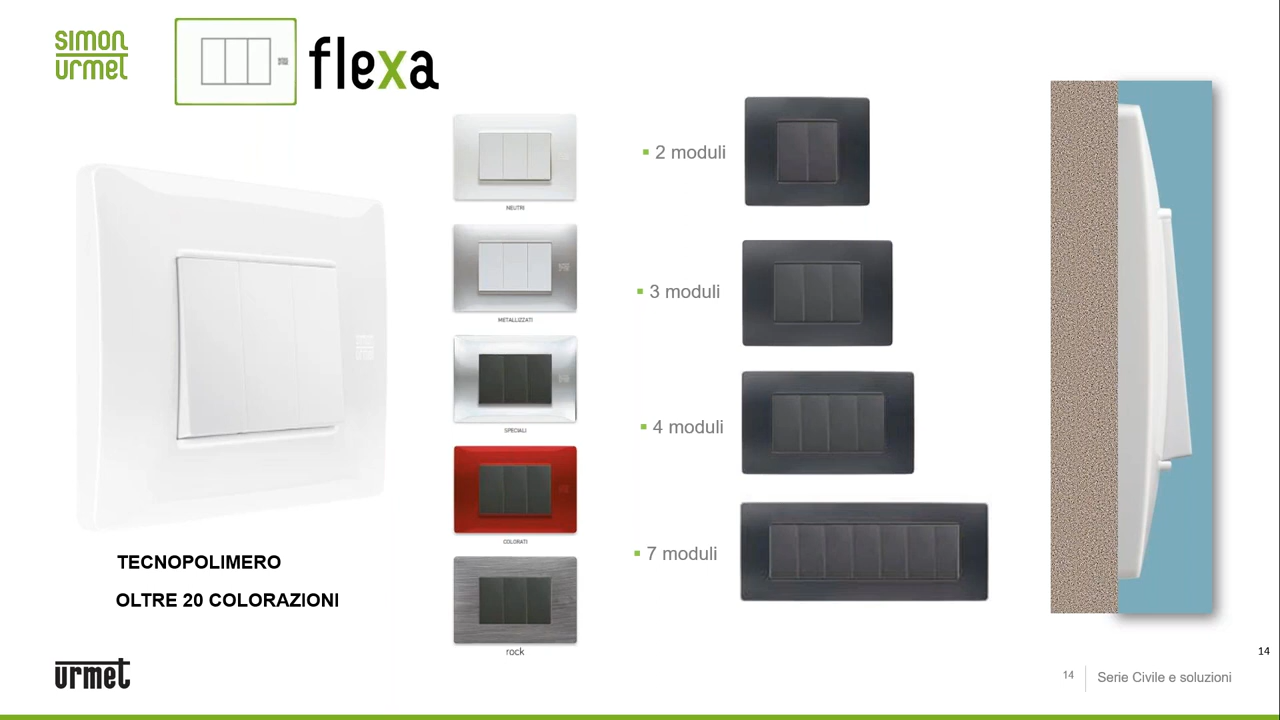 simon
urmet
flexa
NEUTRI
METALLIZZATI
SPECIALI
COLORATI
rock
2 moduli
3 moduli
4 moduli
7 moduli
TECNOPOLIMERO
OLTRE 20 COLORAZIONI
urmet
14
14
Serie Civile e soluzioni